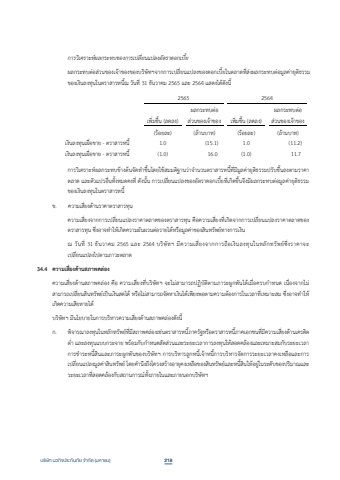 การวิเคราะห์ผลกระทบของการเปลี่ยนแปลงอัตราดอกเบี้ย
ผลกระทบต่อส่วนของเจ้าของของบริษัทฯจากการเปลี่ยนแปลงของดอกเบี้ยในตลาดที่ส่งผลกระทบต่อมูลค่ายุติธรรม
ของเงินลงทุนในตราสารหนี้ณ วันที่ 31 ธันวาคม 2565 และ 2564 แสดงได้ดังนี้
2565 2564
ผลกระทบต่อ ผลกระทบต่อ
เพิ่มขึ้น (ลดลง) ส่วนของเจ้าของ เพิ่มขึ้น (ลดลง) ส่วนของเจ้าของ
(ร้อยละ) (ล้านบาท) (ร้อยละ) (ล้านบาท)
เงินลงทุนเผื่อขาย - ตราสารหนี้ 1.0 (15.1) 1.0 (11.2)
เงินลงทุนเผื่อขาย - ตราสารหนี้ (1.0) 16.0 (1.0) 11.7
การวิเคราะห์ผลกระทบข้างต้นจัดทำขึ้นโดยใช้สมมติฐานว่าจำนวนตราสารหนี้ที่มีมูลค่ายุติธรรมปรับขึ้นลงตามราคา
ตลาด และตัวแปรอื่นทั้งหมดคงที่ ดังนั้น การเปลี่ยนแปลงของอัตราดอกเบี้ยที่เกิดขึ้นจึงมีผลกระทบต่อมูลค่ายุติธรรม
ของเงินลงทุนในตราสารหนี้
ข. ความเสี่ยงด้านราคาตราสารทุน
ความเสี่ยงจากการเปลี่ยนแปลงราคาตลาดของตราสารทุน คือความเสี่ยงที่เกิดจากการเปลี่ยนแปลงราคาตลาดของ
ตราสารทุน ซึ่งอาจทำให้เกิดความผันผวนต่อรายได้หรือมูลค่าของสินทรัพย์ทางการเงิน
ณ วันที่ 31 ธันวาคม 2565 และ 2564 บริษัทฯ มีความเสี่ยงจากการถือเงินลงทุนในหลักทรัพย์ซึ่งราคาจะ
เปลี่ยนแปลงไปตามภาวะตลาด
34.4 ความเสี่ยงด้านสภาพคล่อง
ความเสี่ยงด้านสภาพคล่อง คือ ความเสี่ยงที่บริษัทฯ จะไม่สามารถปฏิบัติตามภาระผูกพันได้เมื่อครบกำหนด เนื่องจากไม่
สามารถเปลี่ยนสินทรัพย์เป็นเงินสดได้ หรือไม่สามารถจัดหาเงินได้เพียงพอตามความต้องการในเวลาที่เหมาะสม ซึ่งอาจทำให้
เกิดความเสียหายได้
บริษัทฯ มีนโยบายในการบริหารความเสี่ยงด้านสภาพคล่องดังนี้
ก. พิจารณาลงทุนในหลักทรัพย์ที่มีสภาพคล่องเช่นตราสารหนี้ภาครัฐหรือตราสารหนี้ภาคเอกชนที่มีความเสี่ยงด้านเครดิต
ต่ำ และลงทุนแบบกระจาย พร้อมกับกำหนดสัดส่วนและระยะเวลาการลงทุนให้สอดคล้องและเหมาะสมกับระยะเวลา
การชำระหนี้สินและภาระผูกพันของบริษัทฯ การบริหารลูกหนี้เจ้าหนี้การบริหารจัดการระยะเวลาคงเหลือและการ
เปลี่ยนแปลงมูลค่าสินทรัพย์ โดยคำนึงถึงโครงสร้างอายุคงเหลือของสินทรัพย์และหนี้สินให้อยู่ในระดับของปริมาณและ
ระยะเวลาที่สอดคล้องกับสถานการณ์ทั้งภายในและภายนอกบริษัทฯ
บริษัท นวกิจประกันภัย จำกัด (มหาชน) 216